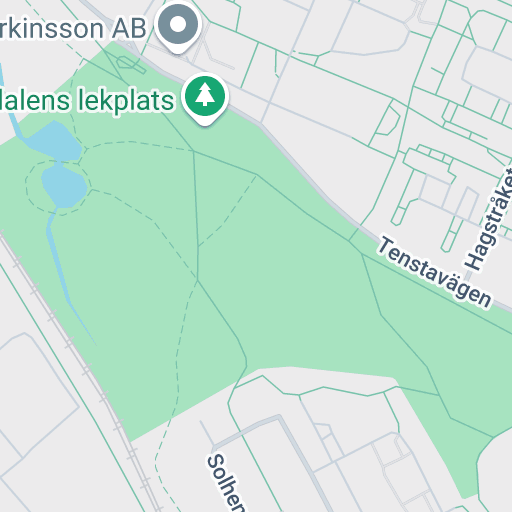 rkinsson AB
dalens lekplats
Hagstråket
Tenstavägen
Solhem